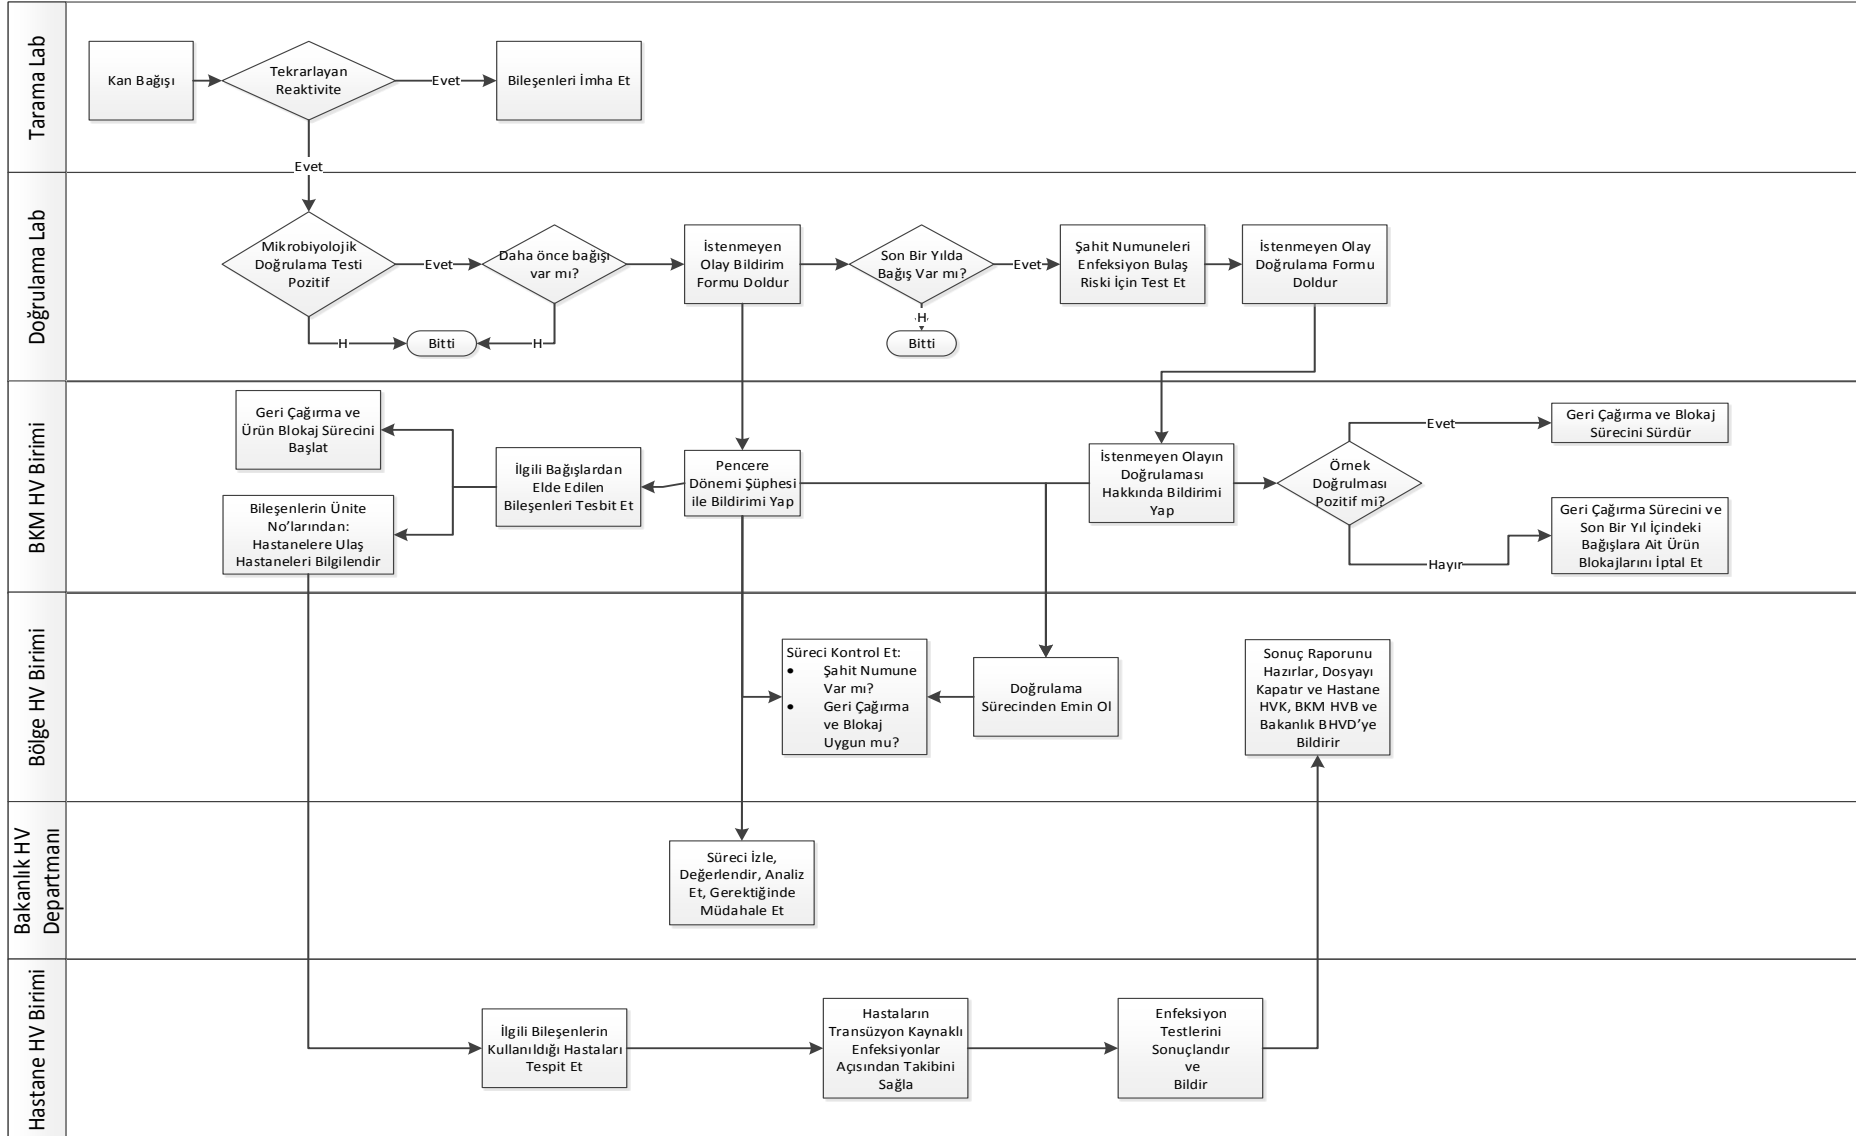 Tarama Lab
Kan Bağışı
Tekrarlayan
Reaktivite
Evet
Bileşenleri İmha Et
Evet
Doğrulama Lab
Mikrobiyolojik
Doğrulama Testi
Pozitif
Evet
Daha önce bağışı
var mı?
İstenmeyen
Olay Bildirim
Formu Doldur
Son Bir Yılda
Bağış Var mı?
Evet
Şahit Numuneleri
Enfeksiyon Bulaş
Riski İçin Test Et
İstenmeyen Olay
Doğrulama Formu
Doldur
H
Bitti
H
H
Bitti
BKM HV Birimi
Geri Çağırma ve
Ürün Blokaj Sürecini
Başlat
Bileşenlerin Ünite
No'larından:
Hastanelere Ulaş
Hastaneleri Bilgilendir
İlgili Bağışlardan
Elde Edilen
Bileşenleri Tesbit Et
Pencere
Dönemi Şüphesi
ile Bildirimi Yap
İstenmeyen Olayın
Doğrulaması
Hakkında Bildirimi
Yap
Örnek
Doğrulması
Pozitif mi?
Evet
Geri Çağırma ve Blokaj
Sürecini Sürdür
Hayır
Geri Çağırma Sürecini ve
Son Bir Yıl İçindeki
Bağışlara Ait Ürün
Blokajlarını İptal Et
Bölge HV Birimi
Süreci Kontrol Et:
• Şahit Numune
Var mı?
• Geri Çağırma
ve Blokaj
Uygun mu?
Doğrulama
Sürecinden Emin Ol
Sonuç Raporunu
Hazırlar, Dosyayı
Kapatır ve Hastane
HVK, BKM HVB ve
Bakanlık BHVD'ye
Bildirir
Bakanlık HV
Departmanı
Süreci İzle,
Değerlendir, Analiz
Et, Gerektiğinde
Müdahale Et
Hastane HV Birimi
İlgili Bileşenlerin
Kullanıldığı Hastaları
Tespit Et
Hastaların
Transüzyon Kaynaklı
Enfeksiyonlar
Açısından Takibini
Sağla
Enfeksiyon
Testlerini
Sonuçlandır
ve
Bildir